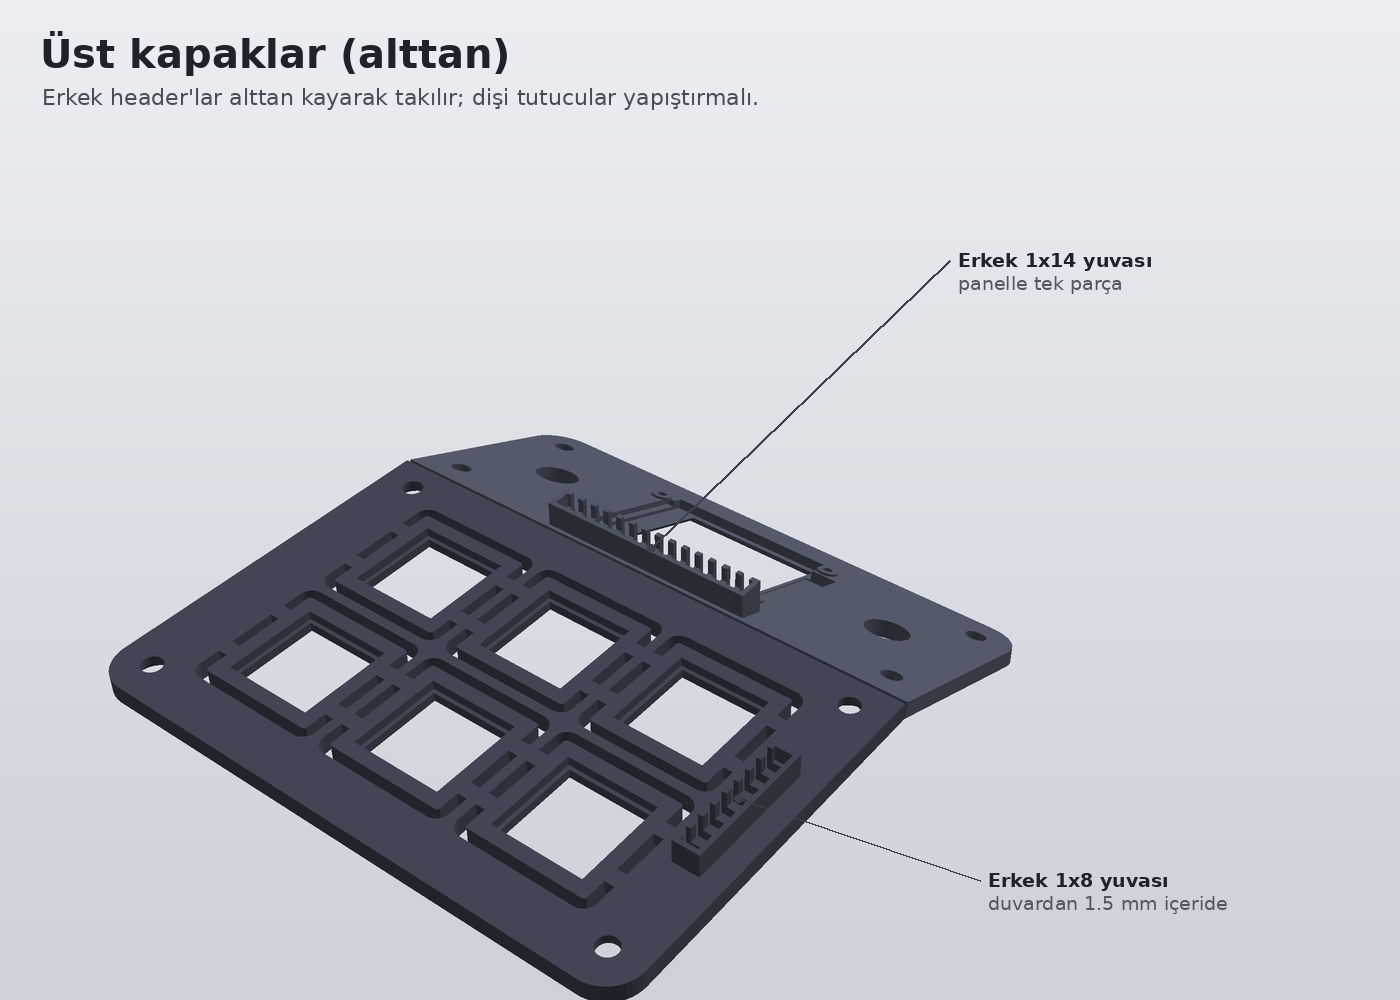 Üst kapaklar (alttan)
Erkek header'lar alttan kayarak takılır; dişi tutucular yapıştırmalı.
Erkek 1x14 yuvası
panelle tek parça
Erkek 1x8 yuvası
duvardan 1.5 mm içeride